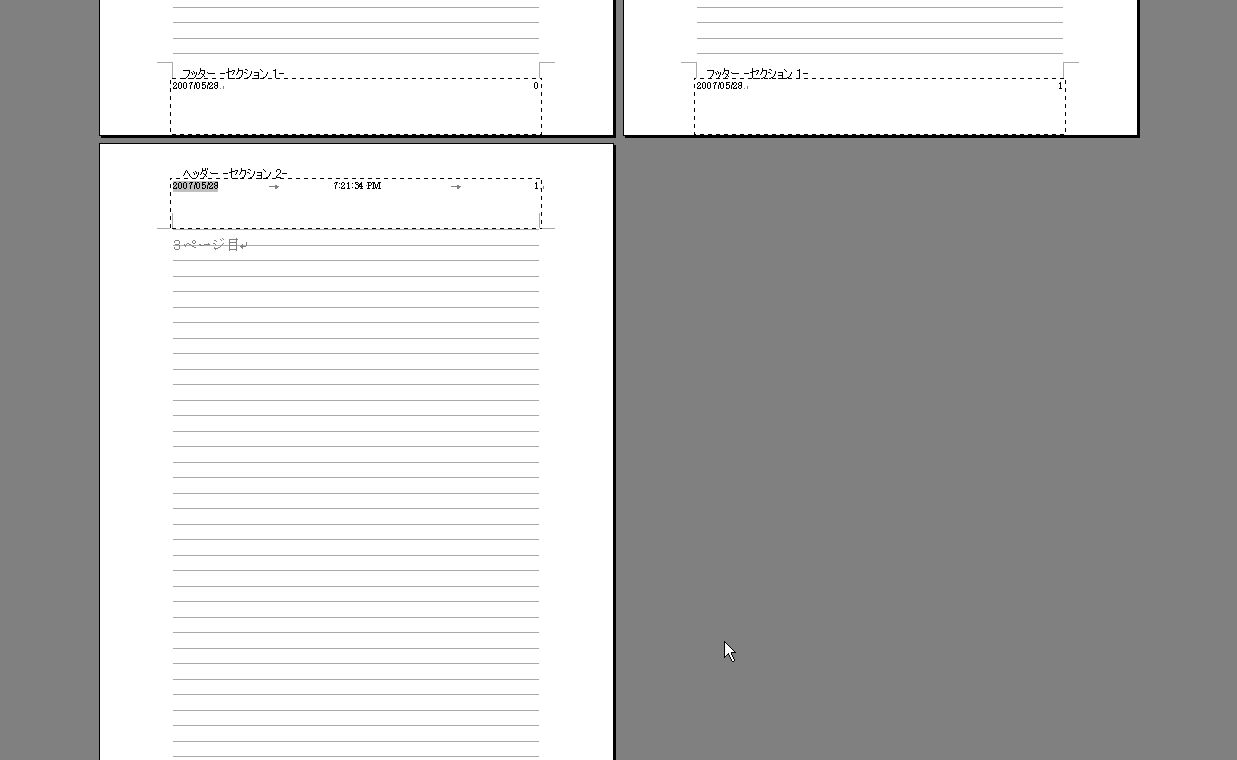 フッター -セクション 1-
2007/05/28
0
フッター -セクション 1-
2007/05/28
1
ヘッダー -セクション 2-
2007/05/28 → 7:21:34 PM → 1
3ページ目↵